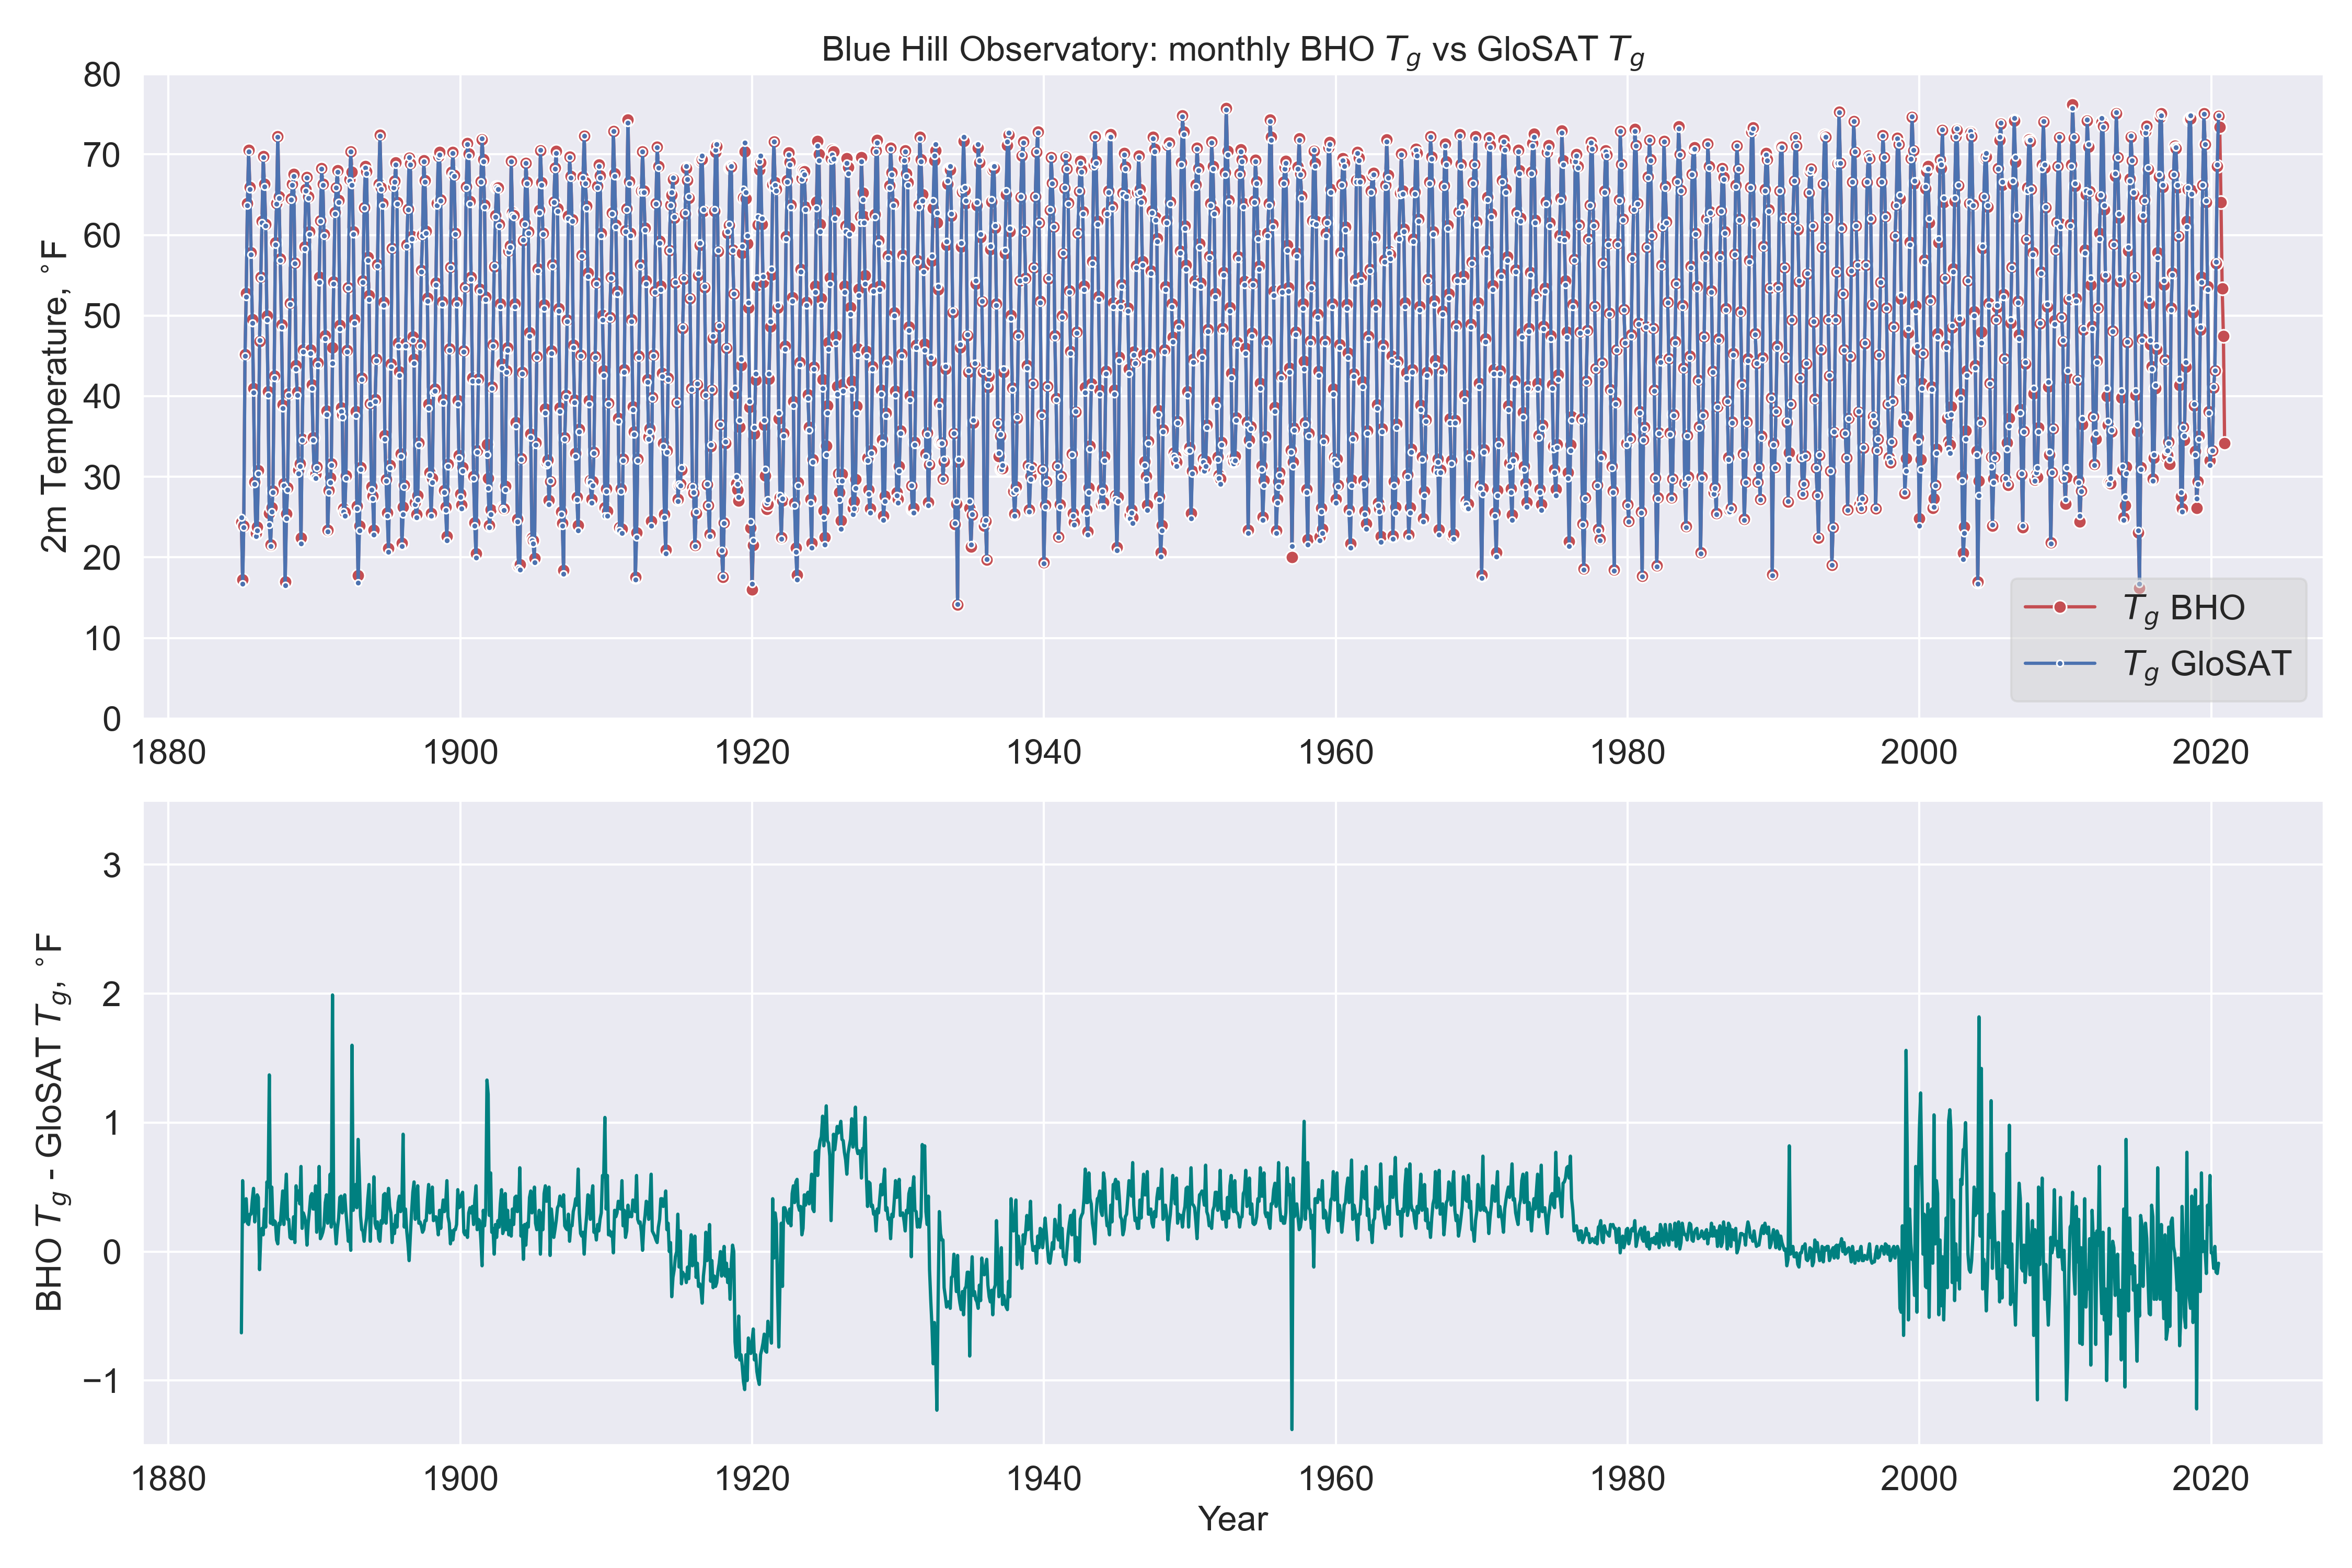 Blue Hill Observatory: monthly BHO Tg vs GloSAT Tg
80
70
60
50
40
30
20
10
0
2m Temperature, °F
Tg BHO
Tg GloSAT
1880 1900 1920 1940 1960 1980 2000 2020
3
2
1
0
−1
BHO Tg - GloSAT Tg, °F
1880 1900 1920 1940 1960 1980 2000 2020
Year